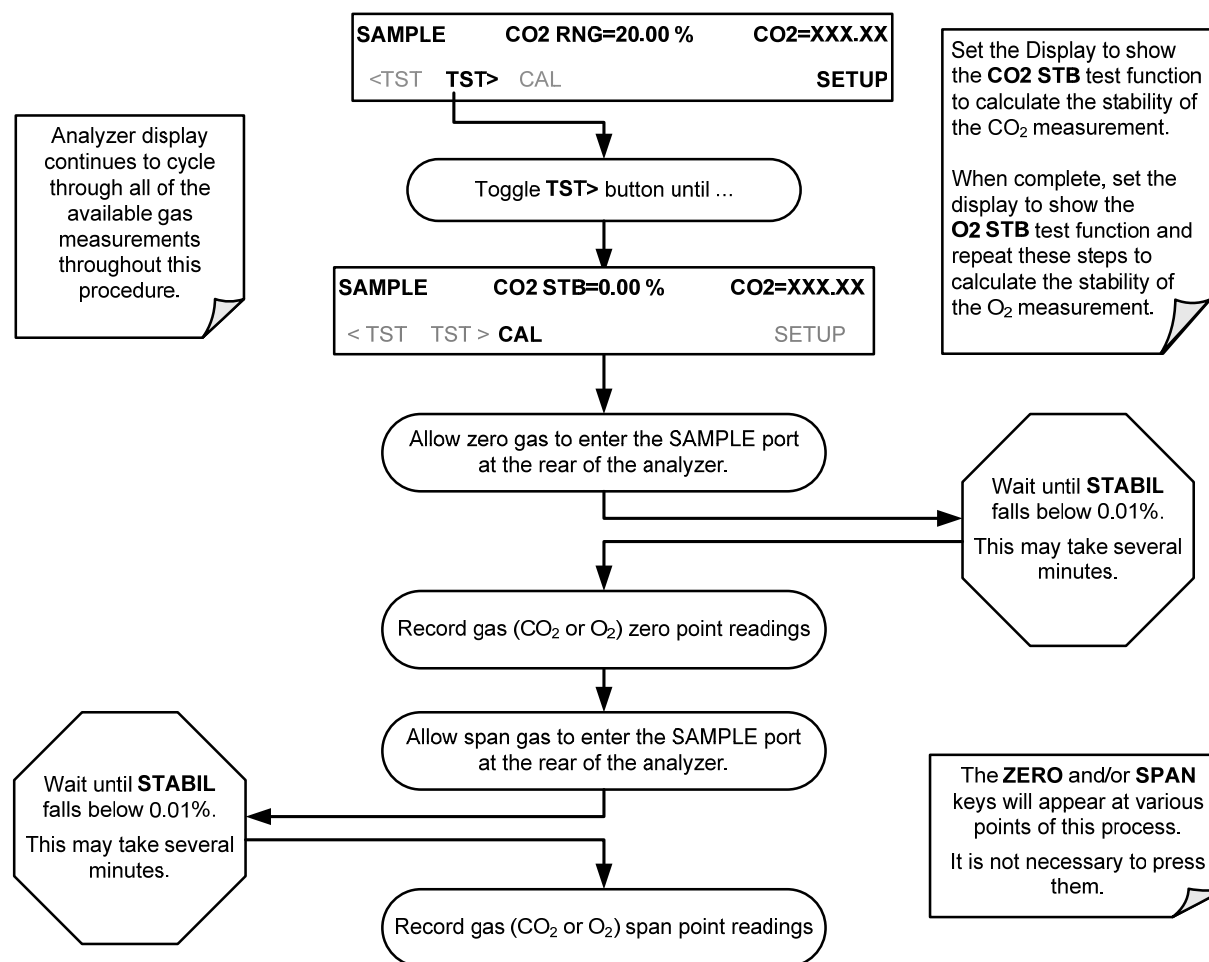 SAMPLE CO2 RNG=20.00 % CO2=XXX.XX
<TST TST> CAL SETUP
Set the Display to show
the CO2 STB test function
to calculate the stability of
the CO₂ measurement.
When complete, set the
display to show the
O2 STB test function and
repeat these steps to
calculate the stability of
the O₂ measurement.
Analyzer display
continues to cycle
through all of the
available gas
measurements
throughout this
procedure.
Toggle TST> button until ...
SAMPLE CO2 STB=0.00 % CO2=XXX.XX
< TST TST > CAL SETUP
Allow zero gas to enter the SAMPLE port
at the rear of the analyzer.
Wait until STABIL
falls below 0.01%.
This may take several
minutes.
Record gas (CO₂ or O₂) zero point readings
Allow span gas to enter the SAMPLE port
at the rear of the analyzer.
Wait until STABIL
falls below 0.01%.
This may take several
minutes.
The ZERO and/or SPAN
keys will appear at various
points of this process.
It is not necessary to press
them.
Record gas (CO₂ or O₂) span point readings